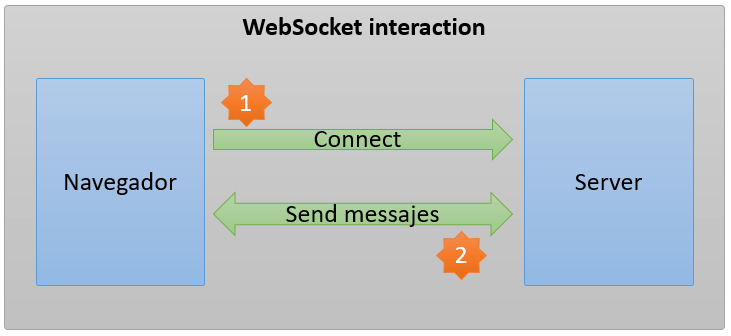 WebSocket interaction
1
Connect
Navegador
Server
Send messajes
2